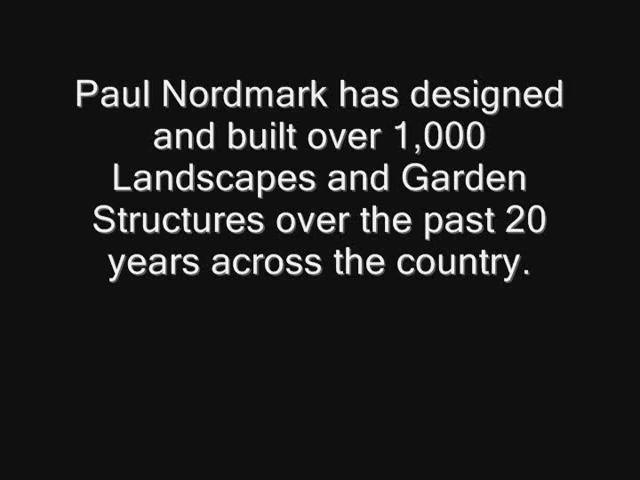 Paul Nordmark has designed
and built over 1,000
Landscapes and Garden
Structures over the past 20
years across the country.